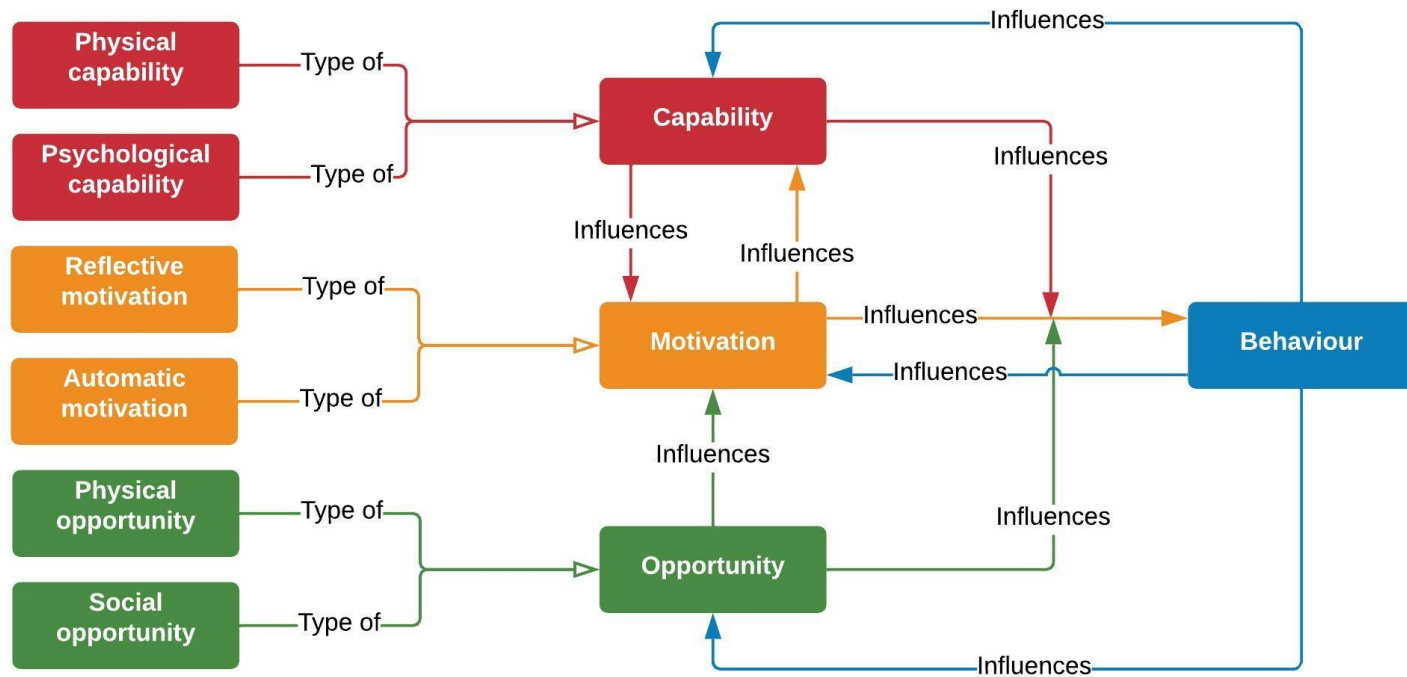 Physical
capability
Type of
Psychological
capability
Type of
Reflective
motivation
Type of
Automatic
motivation
Type of
Physical
opportunity
Type of
Social
opportunity
Type of
Capability
Motivation
Opportunity
Behaviour
Influences
Influences
Influences
Influences
Influences
Influences
Influences
Influences
Influences